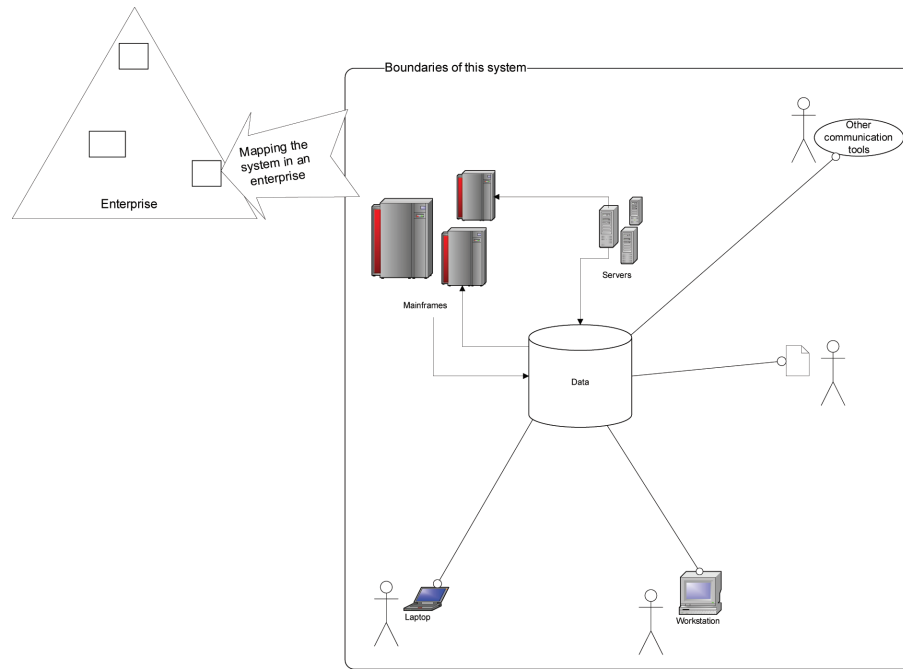 Boundaries of this system
Other
communication
tools
Mapping the
system in an
enterprise
Enterprise
Servers
Mainframes
Data
Laptop
Workstation